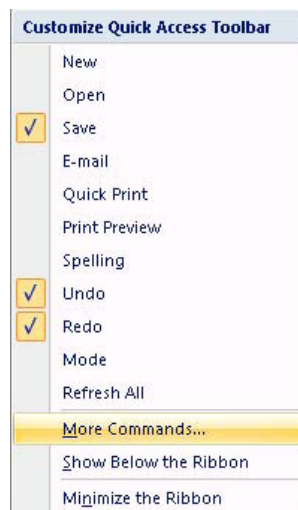 Customize Quick Access Toolbar
New
Open
Save
E-mail
Quick Print
Print Preview
Spelling
Undo
Redo
Mode
Refresh All
More Commands...
Show Below the Ribbon
Minimize the Ribbon